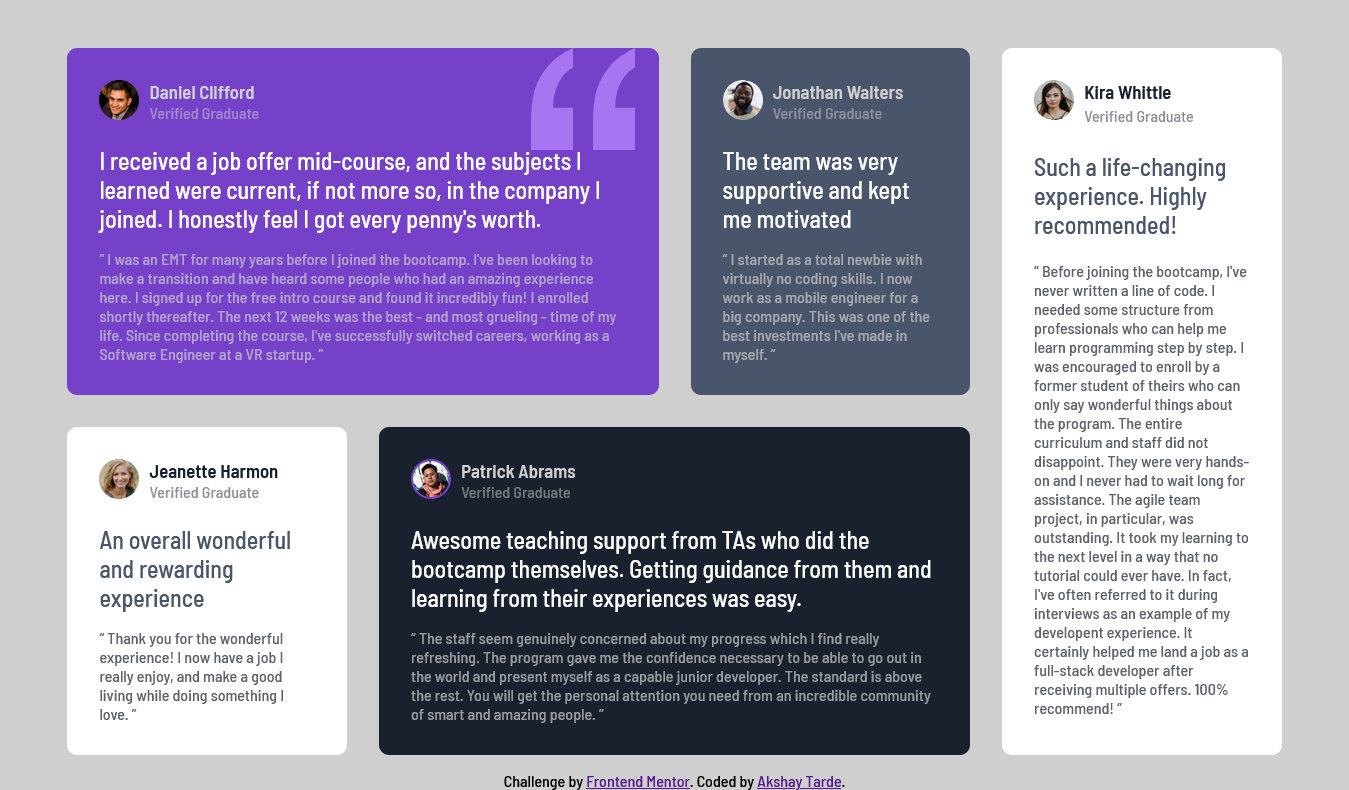 Daniel Clifford
Verified Graduate
I received a job offer mid-course, and the subjects I
learned were current, if not more so, in the company I
joined. I honestly feel I got every penny's worth.
“ I was an EMT for many years before I joined the bootcamp. I've been looking to
make a transition and have heard some people who had an amazing experience
here. I signed up for the free intro course and found it incredibly fun! I enrolled
shortly thereafter. The next 12 weeks was the best - and most grueling - time of my
life. Since completing the course, I've successfully switched careers, working as a
Software Engineer at a VR startup. ”
Jonathan Walters
Verified Graduate
The team was very
supportive and kept
me motivated
“ I started as a total newbie with
virtually no coding skills. I now
work as a mobile engineer for a
big company. This was one of the
best investments I've made in
myself. ”
Kira Whittle
Verified Graduate
Such a life-changing
experience. Highly
recommended!
“ Before joining the bootcamp, I've
never written a line of code. I
needed some structure from
professionals who can help me
learn programming step by step. I
was encouraged to enroll by a
former student of theirs who can
only say wonderful things about
the program. The entire
curriculum and staff did not
disappoint. They were very hands-
on and I never had to wait long for
assistance. The agile team
project, in particular, was
outstanding. It took my learning to
the next level in a way that no
tutorial could ever have. In fact,
I've often referred to it during
interviews as an example of my
developent experience. It
certainly helped me land a job as a
full-stack developer after
receiving multiple offers. 100%
recommend! ”
Jeanette Harmon
Verified Graduate
An overall wonderful
and rewarding
experience
“ Thank you for the wonderful
experience! I now have a job I
really enjoy, and make a good
living while doing something I
love. ”
Patrick Abrams
Verified Graduate
Awesome teaching support from TAs who did the
bootcamp themselves. Getting guidance from them and
learning from their experiences was easy.
“ The staff seem genuinely concerned about my progress which I find really
refreshing. The program gave me the confidence necessary to be able to go out in
the world and present myself as a capable junior developer. The standard is above
the rest. You will get the personal attention you need from an incredible community
of smart and amazing people. ”
Challenge by Frontend Mentor. Coded by Akshay Tarde.